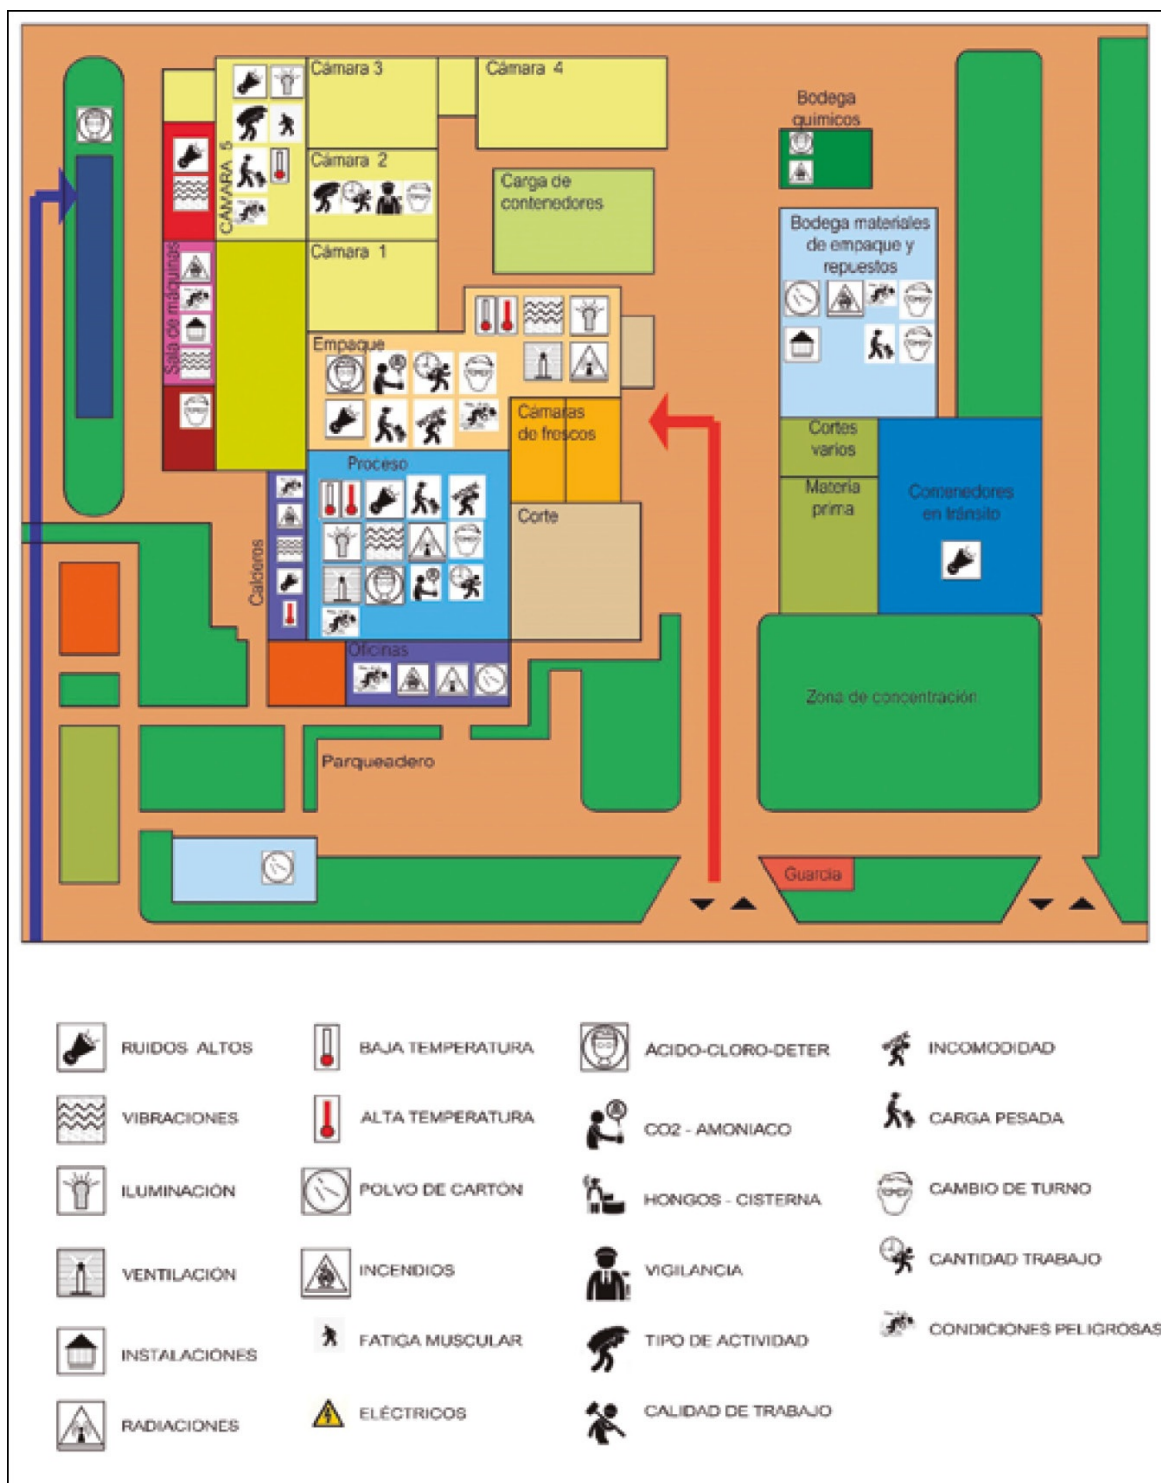 Cámara 3
Cámara 4
CÁMARA 5
Cámara 2
Cámara 1
Carga de
contenedores
Bodega
quimicos
Bodega materiales
de empaque y
repuestos
Sala de máquinas
Empaque
Cámaras
de frescos
Proceso
Corte
Calderos
Oficinas
Cortes
varios
Materia
prima
Contenedores
en tránsito
Zona de concentración
Parqueadero
Guarcia
RUIDOS ALTOS
BAJA TEMPERATURA
ÁCIDO-CLORO-DETER
INCOMODIDAD
VIBRACIONES
ALTA TEMPERATURA
CO2 - AMONIACO
CARGA PESADA
ILUMINACIÓN
POLVO DE CARTÓN
HONGOS - CISTERNA
CAMBIO DE TURNO
VENTILACIÓN
INCENDIOS
VIGILANCIA
CANTIDAD TRABAJO
INSTALACIONES
FATIGA MUSCULAR
TIPO DE ACTIVIDAD
CONDICIONES PELIGROSAS
RADIACIONES
ELÉCTRICOS
CALIDAD DE TRABAJO